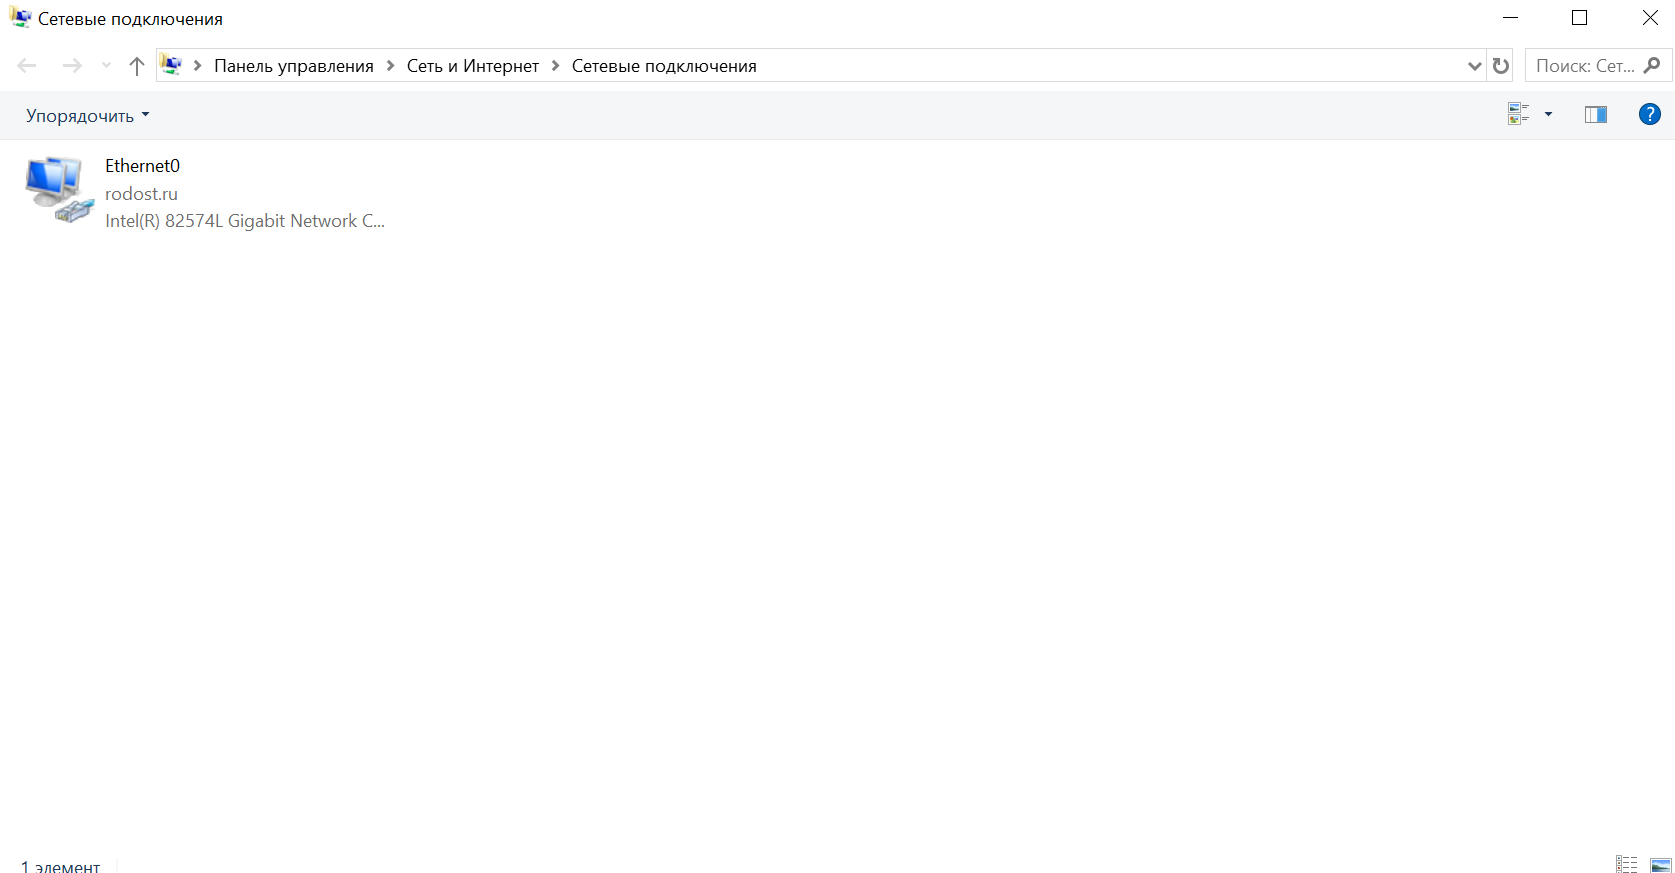 Сетевые подключения
Панель управления Сеть и Интернет Сетевые подключения
Поиск: Сет...
Упорядочить
?
Ethernet0
rodost.ru
Intel(R) 82574L Gigabit Network C...
1 элемент